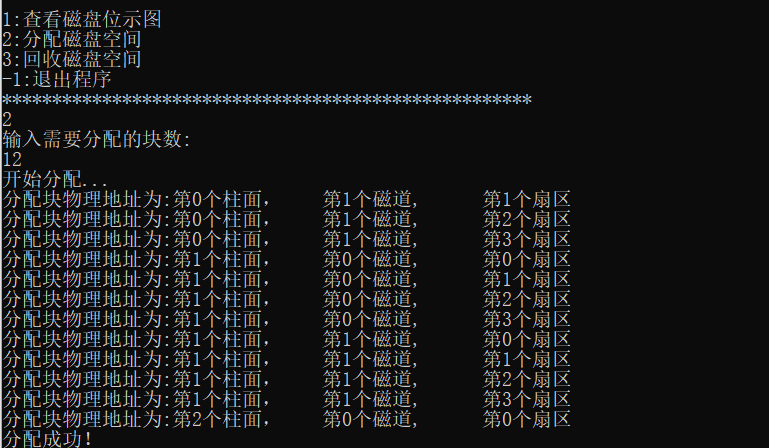 1:查看磁盘位示图
2:分配磁盘空间
3:回收磁盘空间
-1:退出程序
*****************************************************
2
输入需要分配的块数:
12
开始分配...
分配块物理地址为:第0个柱面, 第1个磁道, 第1个扇区
分配块物理地址为:第0个柱面, 第1个磁道, 第2个扇区
分配块物理地址为:第0个柱面, 第1个磁道, 第3个扇区
分配块物理地址为:第1个柱面, 第0个磁道, 第0个扇区
分配块物理地址为:第1个柱面, 第0个磁道, 第1个扇区
分配块物理地址为:第1个柱面, 第0个磁道, 第2个扇区
分配块物理地址为:第1个柱面, 第0个磁道, 第3个扇区
分配块物理地址为:第1个柱面, 第1个磁道, 第0个扇区
分配块物理地址为:第1个柱面, 第1个磁道, 第1个扇区
分配块物理地址为:第1个柱面, 第1个磁道, 第2个扇区
分配块物理地址为:第1个柱面, 第1个磁道, 第3个扇区
分配块物理地址为:第2个柱面, 第0个磁道, 第0个扇区
分配成功!